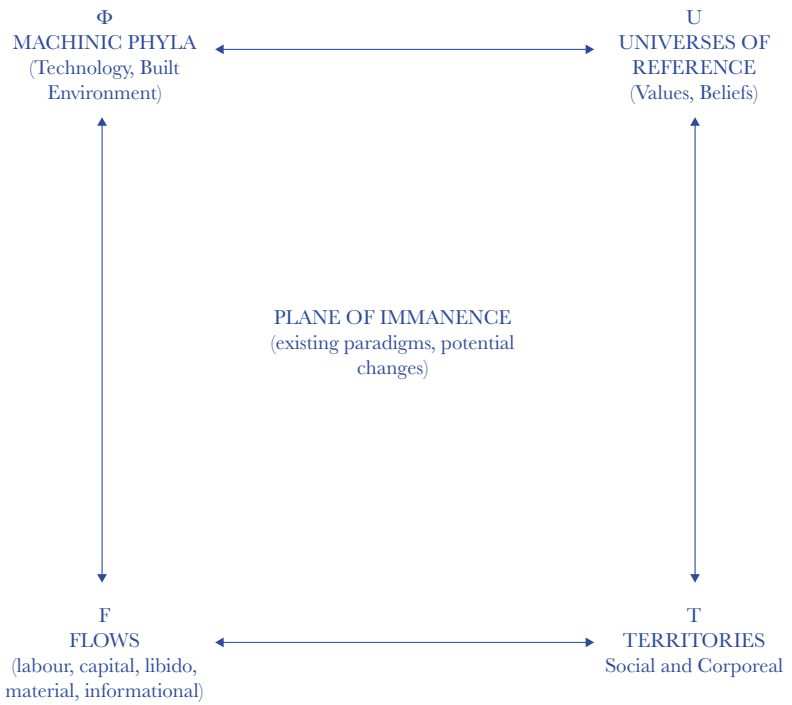 Φ
MACHINIC PHYLA
(Technology, Built
Environment)
U
UNIVERSES OF
REFERENCE
(Values, Beliefs)
PLANE OF IMMANENCE
(existing paradigms, potential
changes)
F
FLOWS
(labour, capital, libido,
material, informational)
T
TERRITORIES
Social and Corporeal